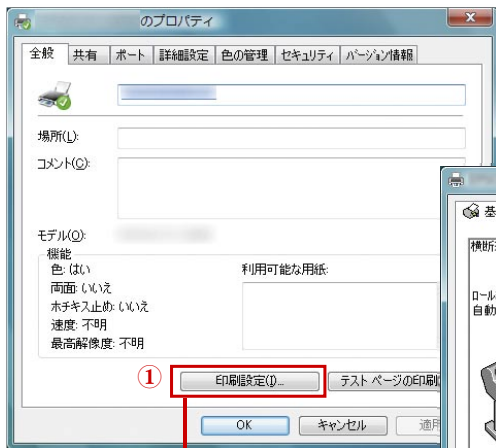 のプロパティ
全般 共有 ポート 詳細設定 色の管理 セキュリティ バージョン情報
場所(L):
コメント(C):
モデル(O):
機能
色: はい
両面: いいえ
ホチキス止め: いいえ
速度: 不明
最高解像度: 不明
利用可能な用紙:
① 印刷設定(I)... テスト ページの印刷
OK キャンセル 適用
基
横断
ロール
自動